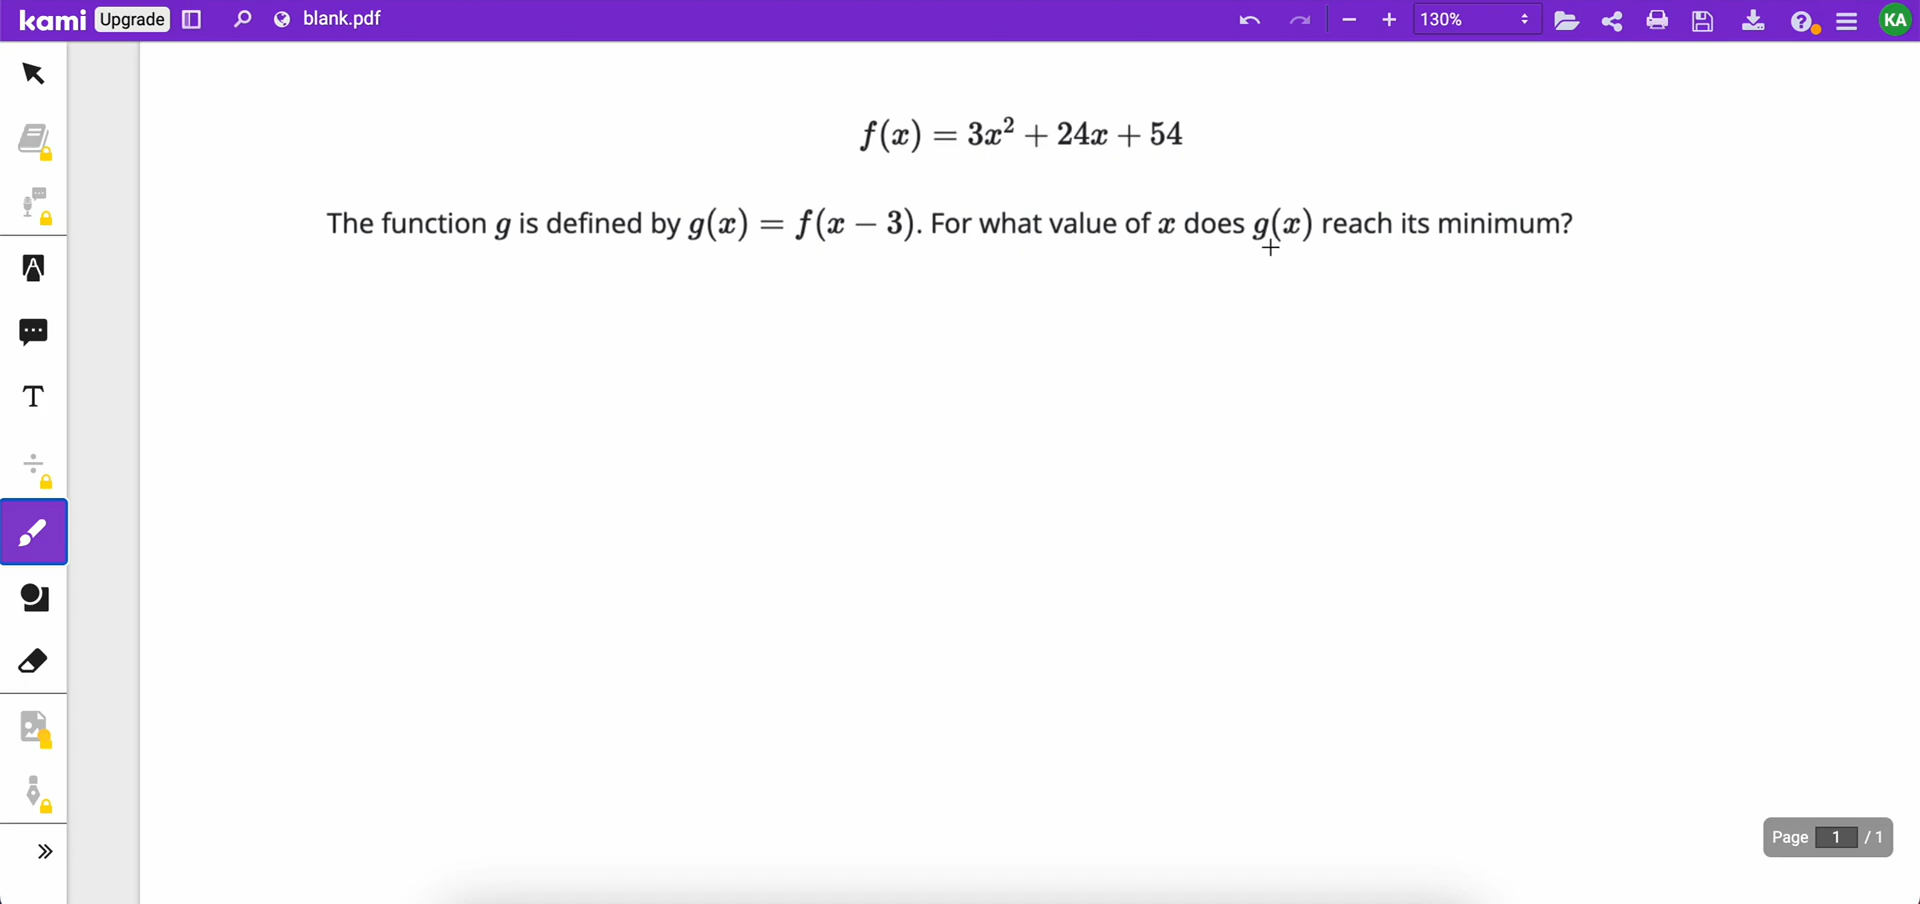 kami Upgrade blank.pdf 130% KA
f(x) = 3x² + 24x + 54
The function g is defined by g(x) = f(x − 3). For what value of x does g(x) reach its minimum?
T
Page 1 / 1